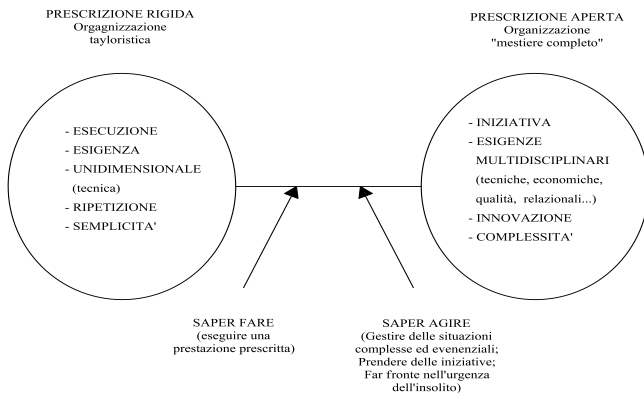 PRESCRIZIONE RIGIDA
Orgagnizzazione
tayloristica
PRESCRIZIONE APERTA
Organizzazione
"mestiere completo"
- ESECUZIONE
- ESIGENZA
- UNIDIMENSIONALE
(tecnica)
- RIPETIZIONE
- SEMPLICITA'
- INIZIATIVA
- ESIGENZE
MULTIDISCIPLINARI
(tecniche, economiche,
qualità, relazionali...)
- INNOVAZIONE
- COMPLESSITA'
SAPER FARE
(eseguire una
prestazione prescritta)
SAPER AGIRE
(Gestire delle situazioni
complesse ed evenenziali;
Prendere delle iniziative;
Far fronte nell'urgenza
dell'insolito)